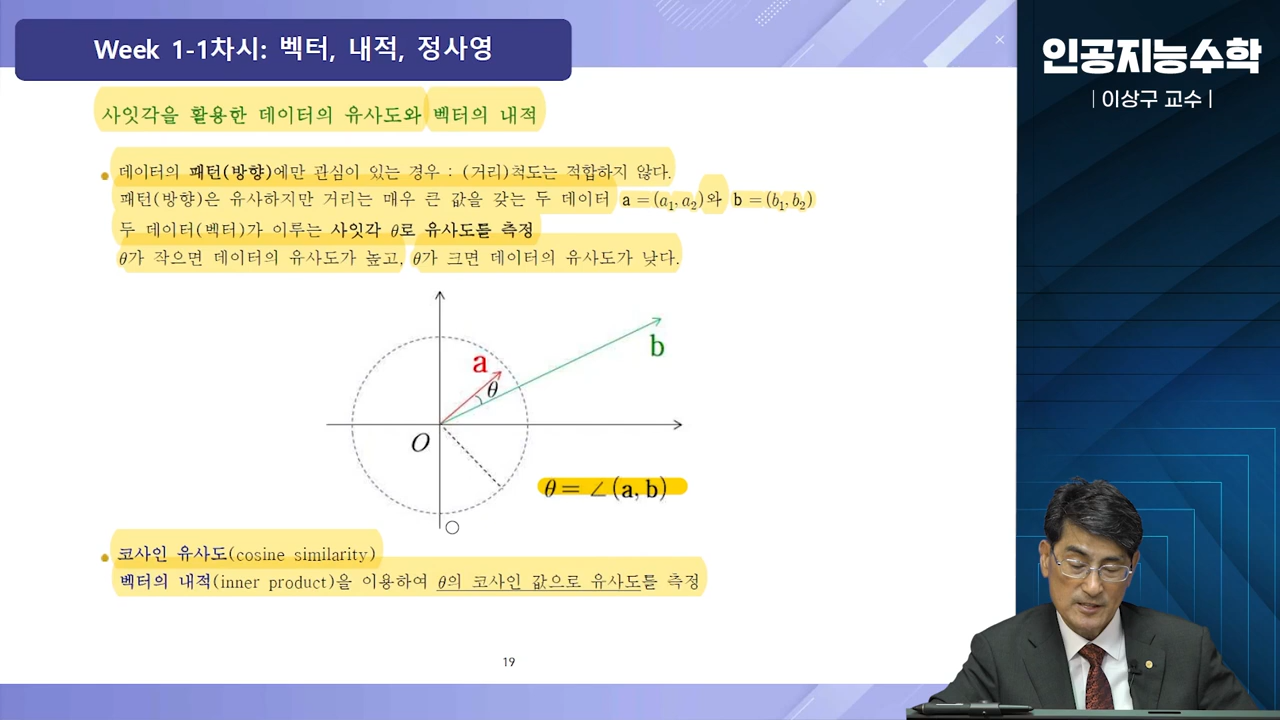 Week 1-1차시: 벡터, 내적, 정사영
인공지능수학
| 이상구 교수 |
사잇각을 활용한 데이터의 유사도와 벡터의 내적
데이터의 패턴(방향)에만 관심이 있는 경우 : (거리)척도는 적합하지 않다.
패턴(방향)은 유사하지만 거리는 매우 큰 값을 갖는 두 데이터 a = (a₁, a₂)와 b = (b₁, b₂)
두 데이터(벡터)가 이루는 사잇각 θ로 유사도를 측정
θ가 작으면 데이터의 유사도가 높고, θ가 크면 데이터의 유사도가 낮다.
a
b
θ
O
θ = ∠(a, b)
코사인 유사도(cosine similarity)
벡터의 내적(inner product)을 이용하여 θ의 코사인 값으로 유사도를 측정
19